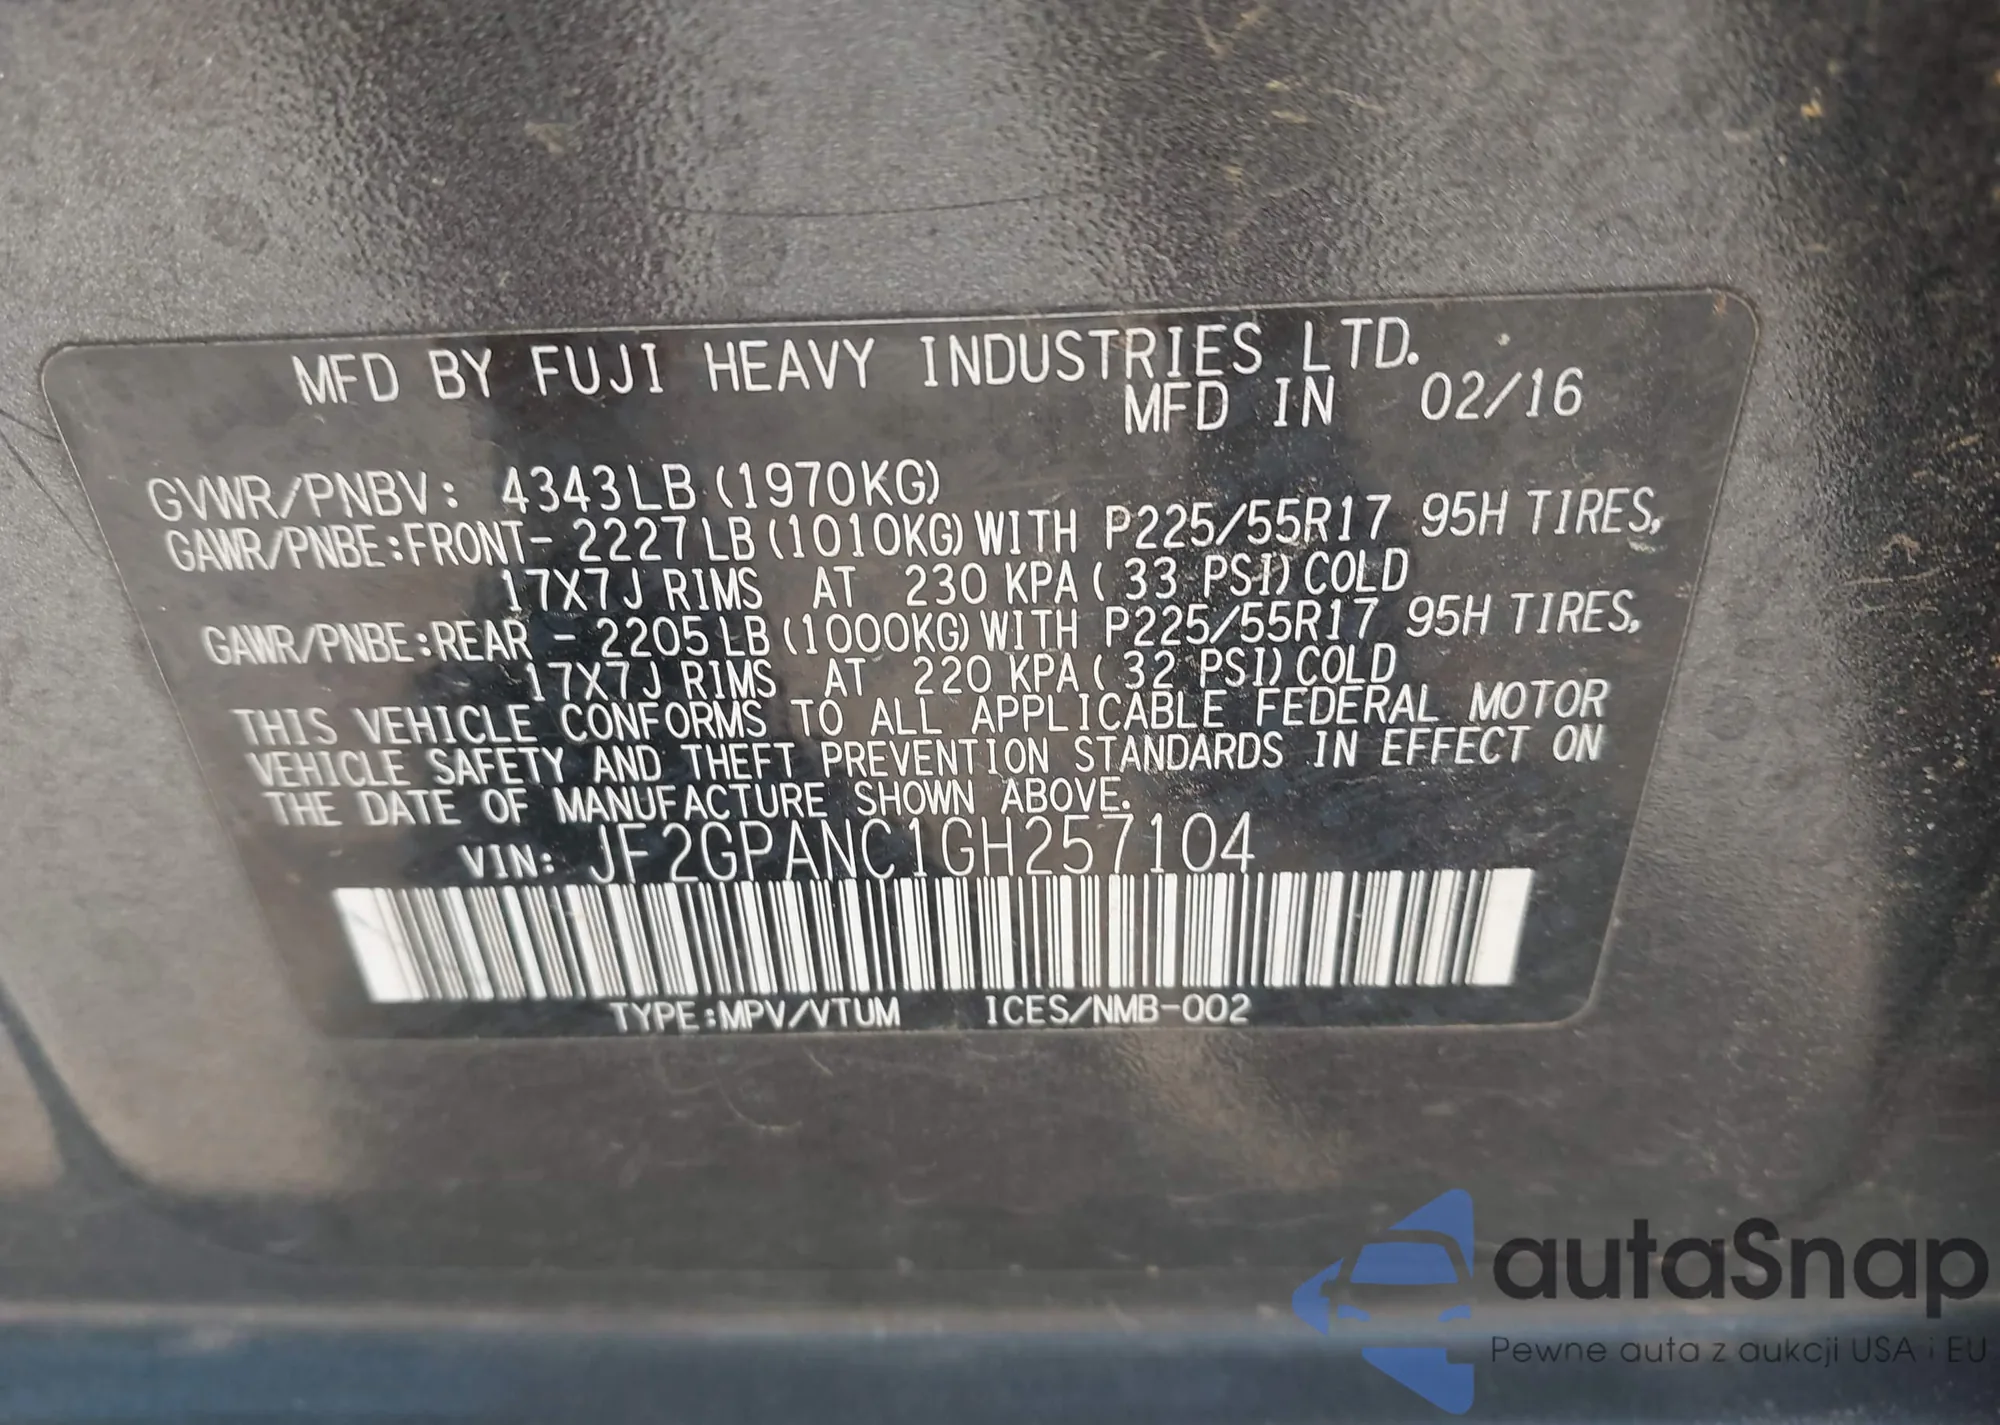 MFD BY FUJI HEAVY INDUSTRIES LTD.
MFD IN 02/16
GVWR/PNBV: 4343LB (1970KG)
GAWR/PNBE:FRONT- 2227LB (1010KG) WITH P225/55R17 95H TIRES,
17X7J RIMS AT 230 KPA ( 33 PSI) COLD
GAWR/PNBE:REAR - 2205LB (1000KG) WITH P225/55R17 95H TIRES,
17X7J RIMS AT 220 KPA ( 32 PSI) COLD
THIS VEHICLE CONFORMS TO ALL APPLICABLE FEDERAL MOTOR
VEHICLE SAFETY AND THEFT PREVENTION STANDARDS IN EFFECT ON
THE DATE OF MANUFACTURE SHOWN ABOVE.
VIN: JF2GPANC1GH257104
TYPE:MPV/VTUM ICES/NMB-002
autaSnap
Pewne auta z aukcji USA i EU